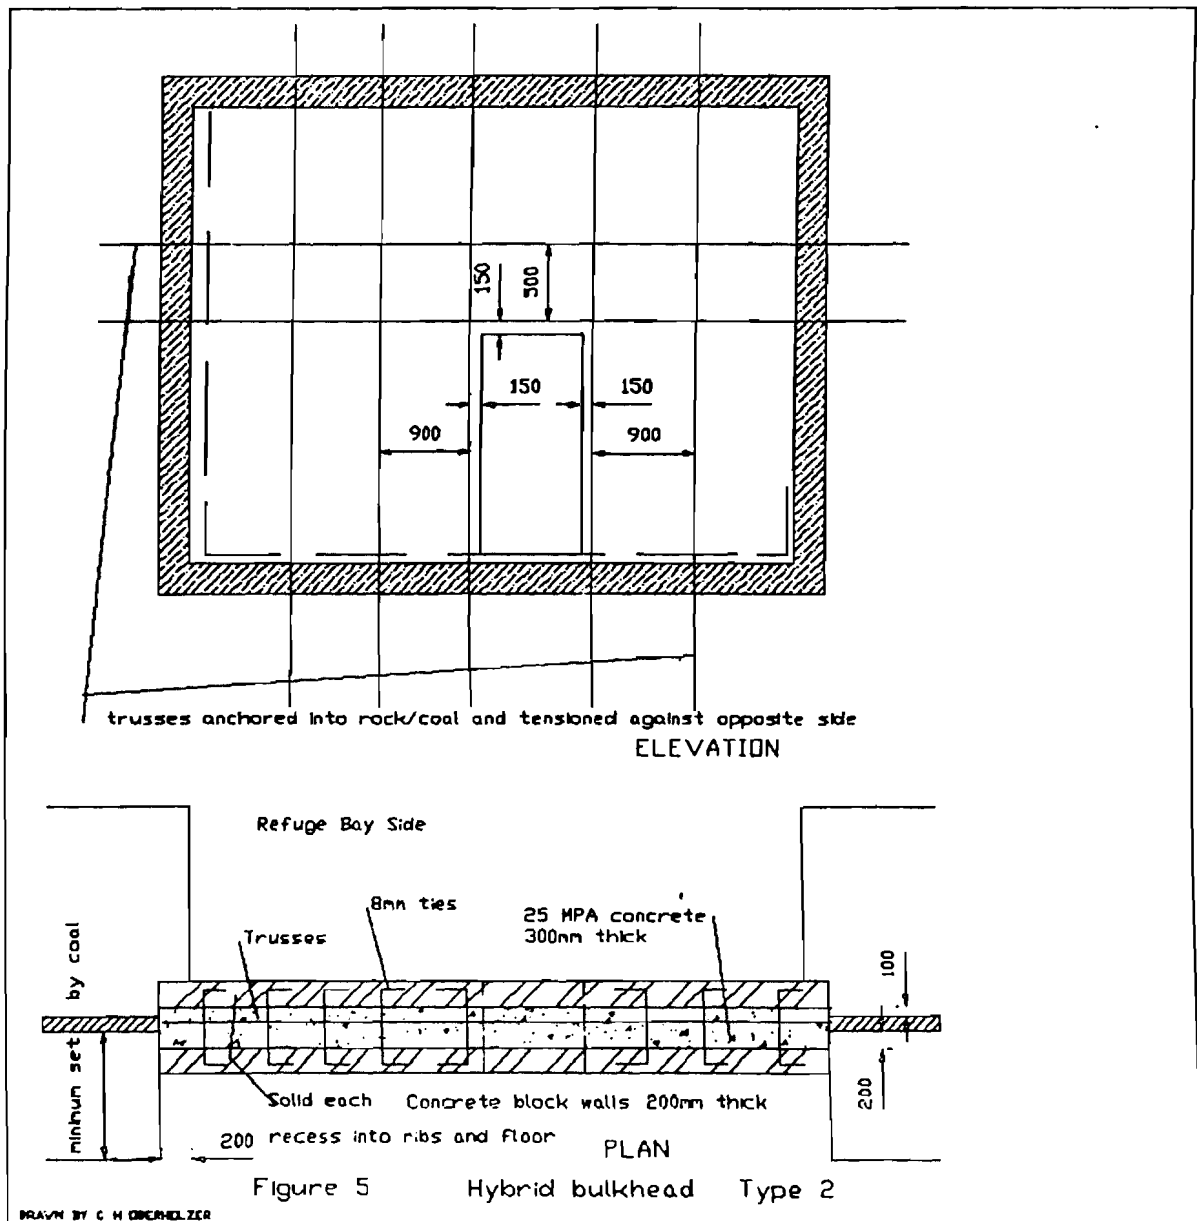 150
500
150
150
900
900
trusses anchored into rock/coal and tensioned against opposite side
ELEVATION
Refuge Bay Side
8mm ties
25 MPA concrete
300mm thick
Trusses
minimum set by coal
100
200
Solid each Concrete block walls 200mm thick
200 recess into ribs and floor
PLAN
Figure 5 Hybrid bulkhead Type 2
DRAWN BY C H OBERHOLZER